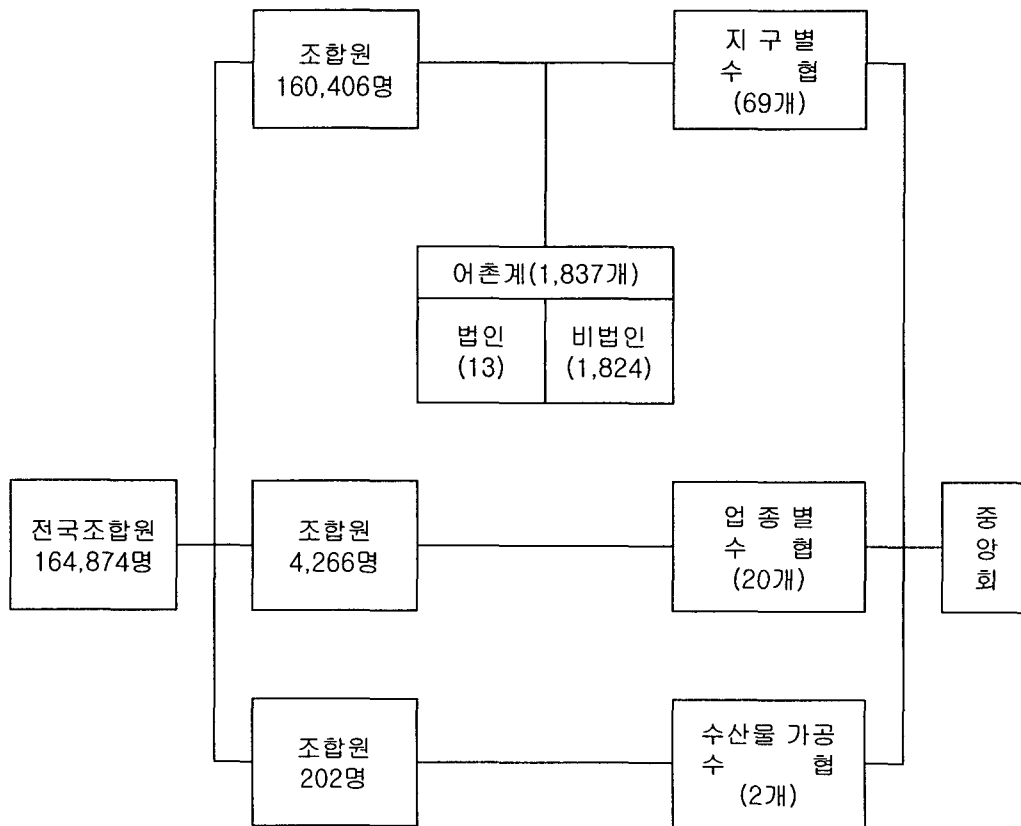 조합원
160,406명
지 구 별
수 협
(69개)
어촌계(1,837개)
법인
(13)
비법인
(1,824)
전국조합원
164,874명
조합원
4,266명
업 종 별
수 협
(20개)
중
앙
회
조합원
202명
수산물 가공
수 협
(2개)